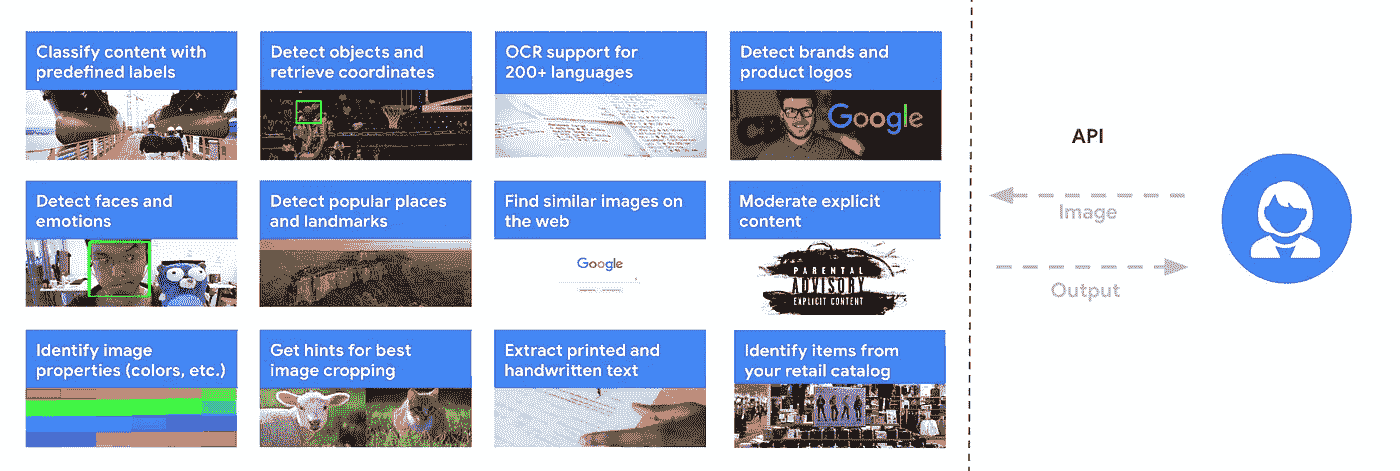 Classify content with
predefined labels
Detect objects and
retrieve coordinates
OCR support for
200+ languages
Detect brands and
product logos
Google
Detect faces and
emotions
Detect popular places
and landmarks
Find similar images on
the web
Google
Moderate explicit
content
PARENTAL
ADVISORY
EXPLICIT CONTENT
Identify image
properties (colors, etc.)
Get hints for best
image cropping
Extract printed and
handwritten text
Identify items from
your retail catalog
API
Image
Output